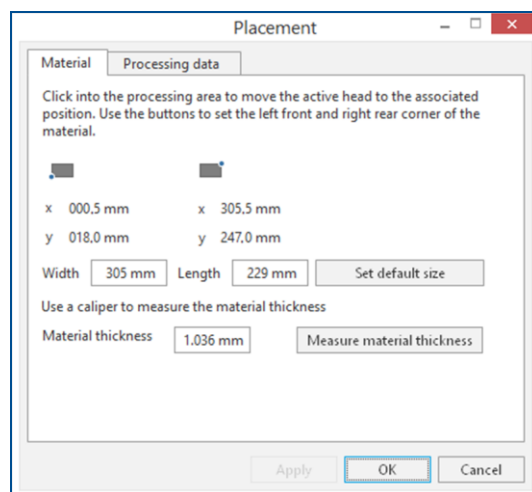 Placement
Material Processing data
Click into the processing area to move the active head to the associated
position. Use the buttons to set the left front and right rear corner of the
material.
x 000,5 mm x 305,5 mm
y 018,0 mm y 247,0 mm
Width 305 mm Length 229 mm Set default size
Use a caliper to measure the material thickness
Material thickness 1.036 mm Measure material thickness
Apply OK Cancel